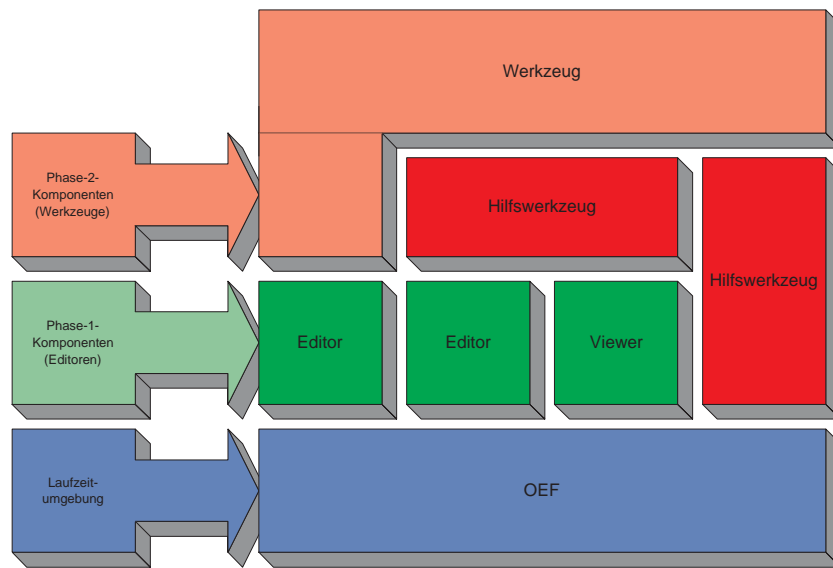 Werkzeug
Phase-2-
Komponenten
(Werkzeuge)
Hilfswerkzeug
Hilfswerkzeug
Phase-1-
Komponenten
(Editoren)
Editor
Editor
Viewer
Laufzeit-
umgebung
OEF